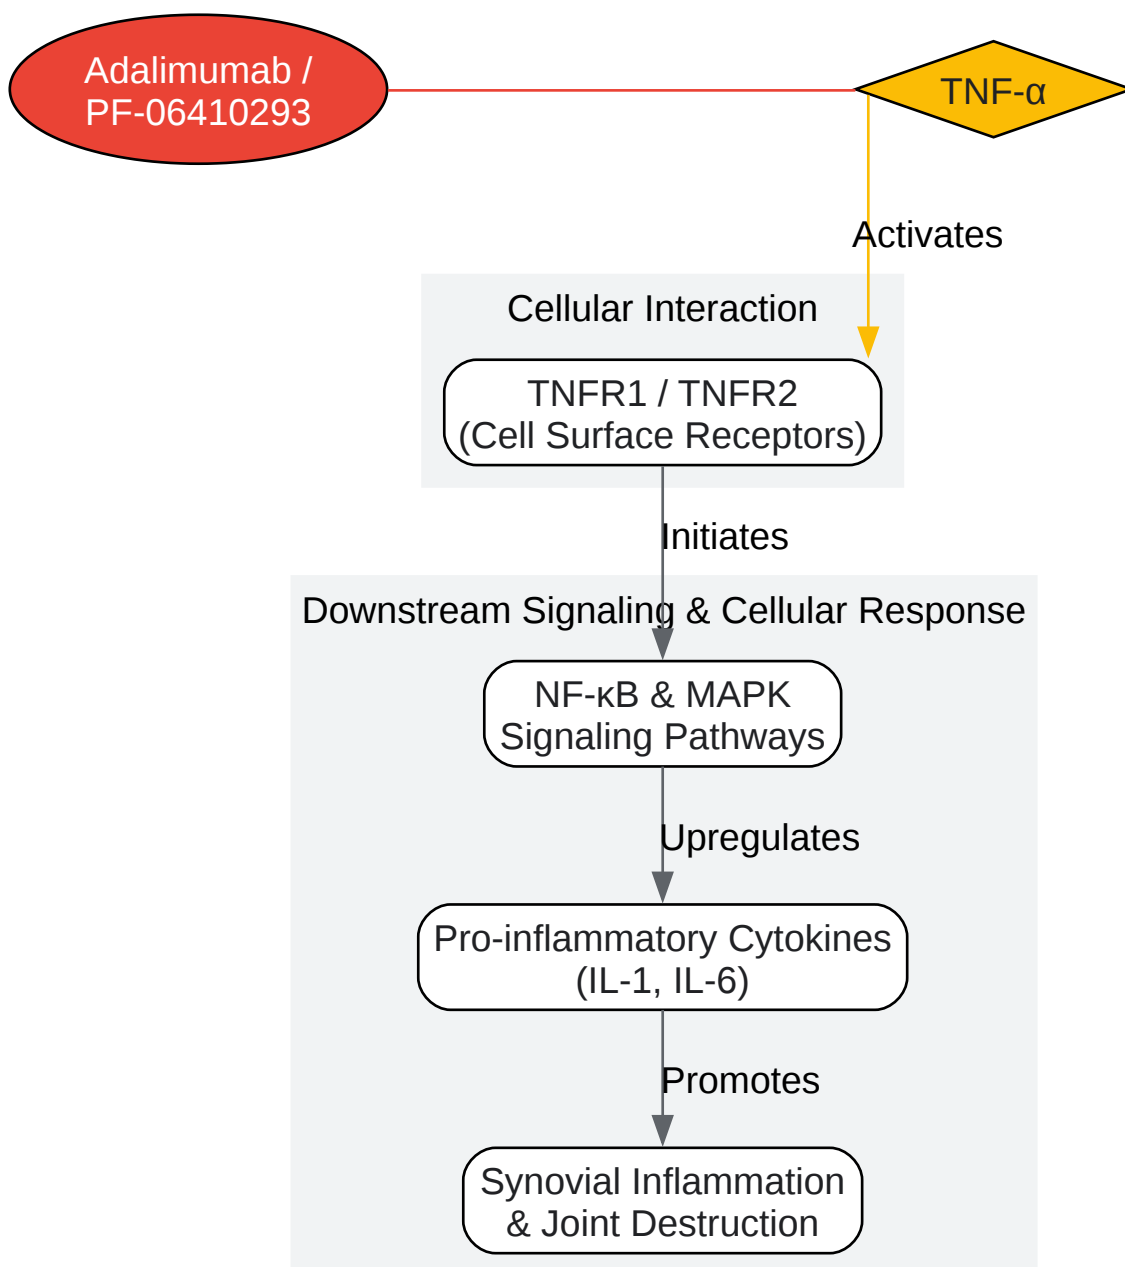 Adalimumab /
PF-06410293
TNF-α
Activates
Cellular Interaction
TNFR1 / TNFR2
(Cell Surface Receptors)
Initiates
Downstream Signaling & Cellular Response
NF-κB & MAPK
Signaling Pathways
Upregulates
Pro-inflammatory Cytokines
(IL-1, IL-6)
Promotes
Synovial Inflammation
& Joint Destruction